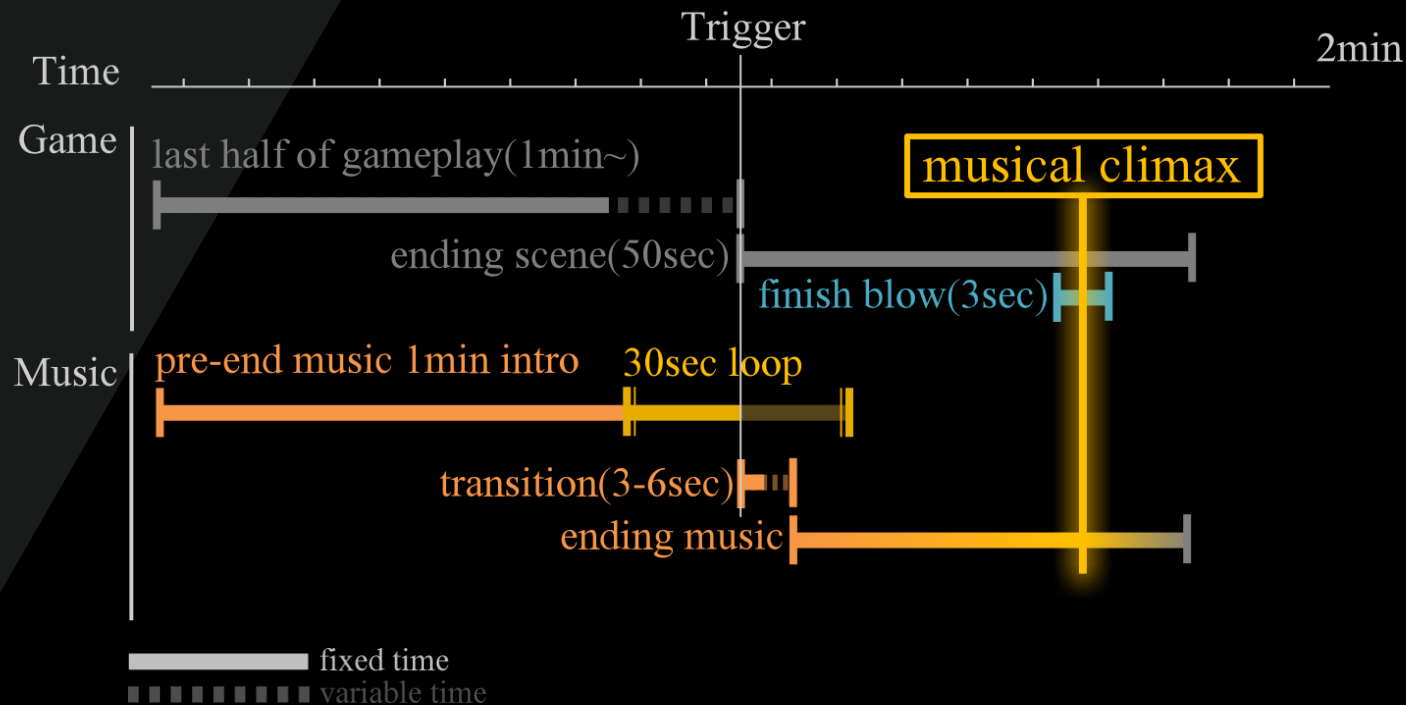 Trigger
2min
Time
Game
last half of gameplay(1min~)
musical climax
ending scene(50sec)
finish blow(3sec)
Music
pre-end music 1min intro
30sec loop
transition(3-6sec)
ending music
fixed time
variable time